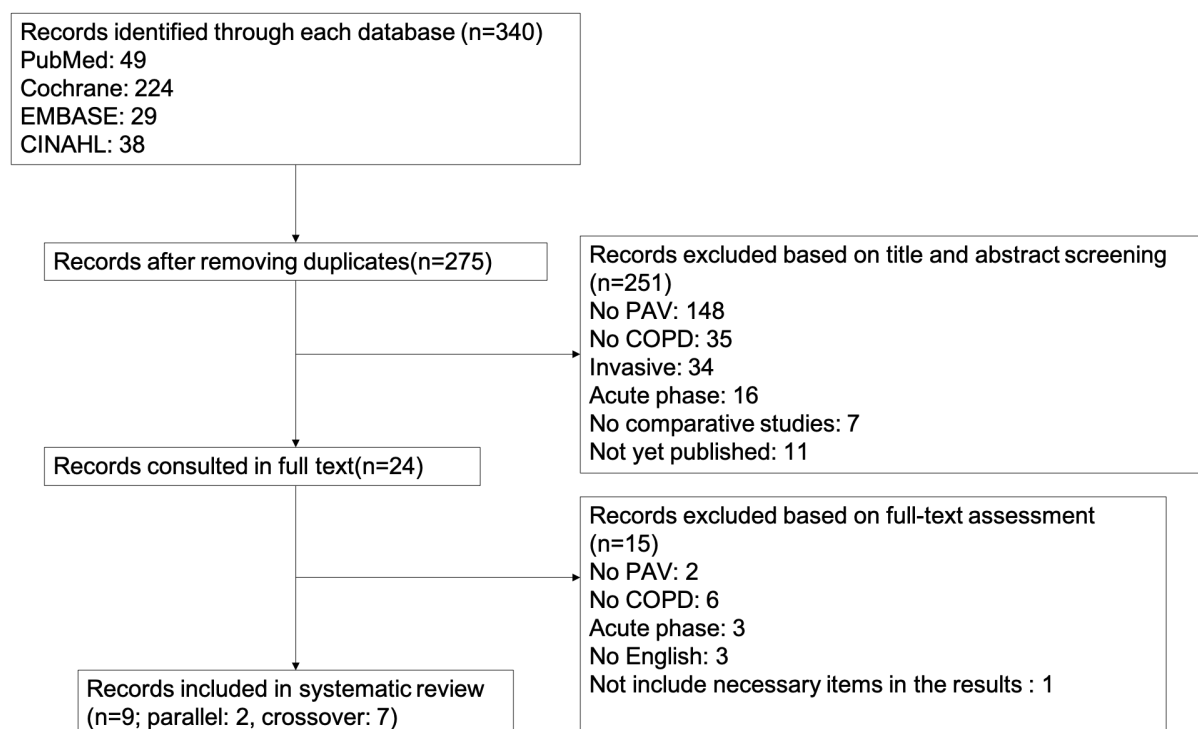 Records identified through each database (n=340)
PubMed: 49
Cochrane: 224
EMBASE: 29
CINAHL: 38
Records after removing duplicates(n=275)
Records excluded based on title and abstract screening
(n=251)
No PAV: 148
No COPD: 35
Invasive: 34
Acute phase: 16
No comparative studies: 7
Not yet published: 11
Records consulted in full text(n=24)
Records excluded based on full-text assessment
(n=15)
No PAV: 2
No COPD: 6
Acute phase: 3
No English: 3
Not include necessary items in the results : 1
Records included in systematic review
(n=9; parallel: 2, crossover: 7)